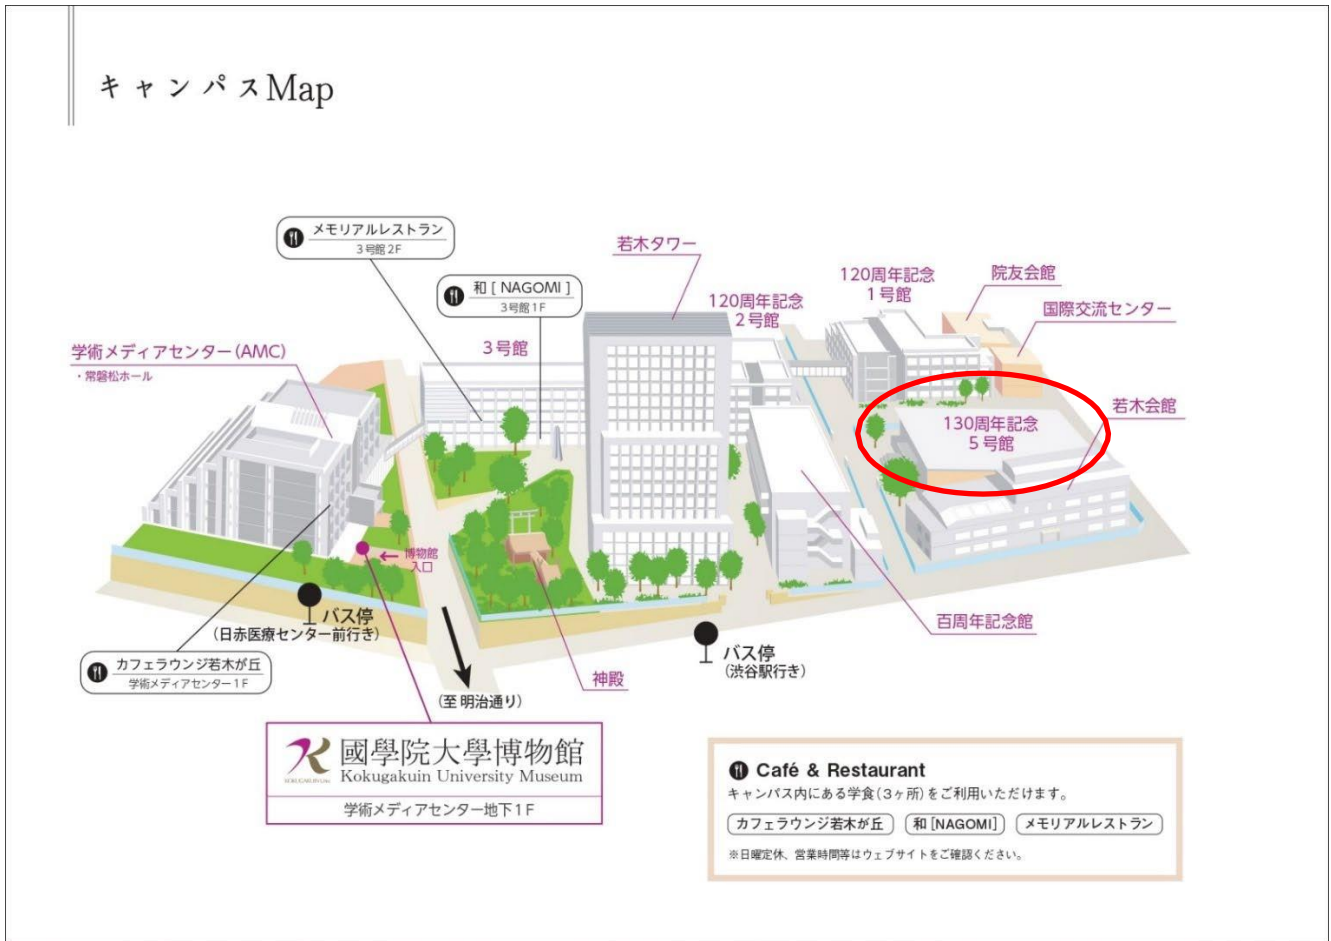 キャンパスMap
メモリアルレストラン
3号館2F
和 [ NAGOMI ]
3号館1F
若木タワー
120周年記念
2号館
120周年記念
1号館
院友会館
国際交流センター
学術メディアセンター(AMC)
・常磐松ホール
3号館
若木会館
130周年記念
5号館
博物館
入口
バス停
(日赤医療センター前行き)
カフェラウンジ若木が丘
学術メディアセンター1F
(至 明治通り)
神殿
バス停
(渋谷駅行き)
百周年記念館
國學院大學博物館
Kokugakuin University Museum
学術メディアセンター地下1F
Café & Restaurant
キャンパス内にある学食(3ヶ所)をご利用いただけます。
カフェラウンジ若木が丘 和 [NAGOMI] メモリアルレストラン
※日曜定休、営業時間等はウェブサイトをご確認ください。